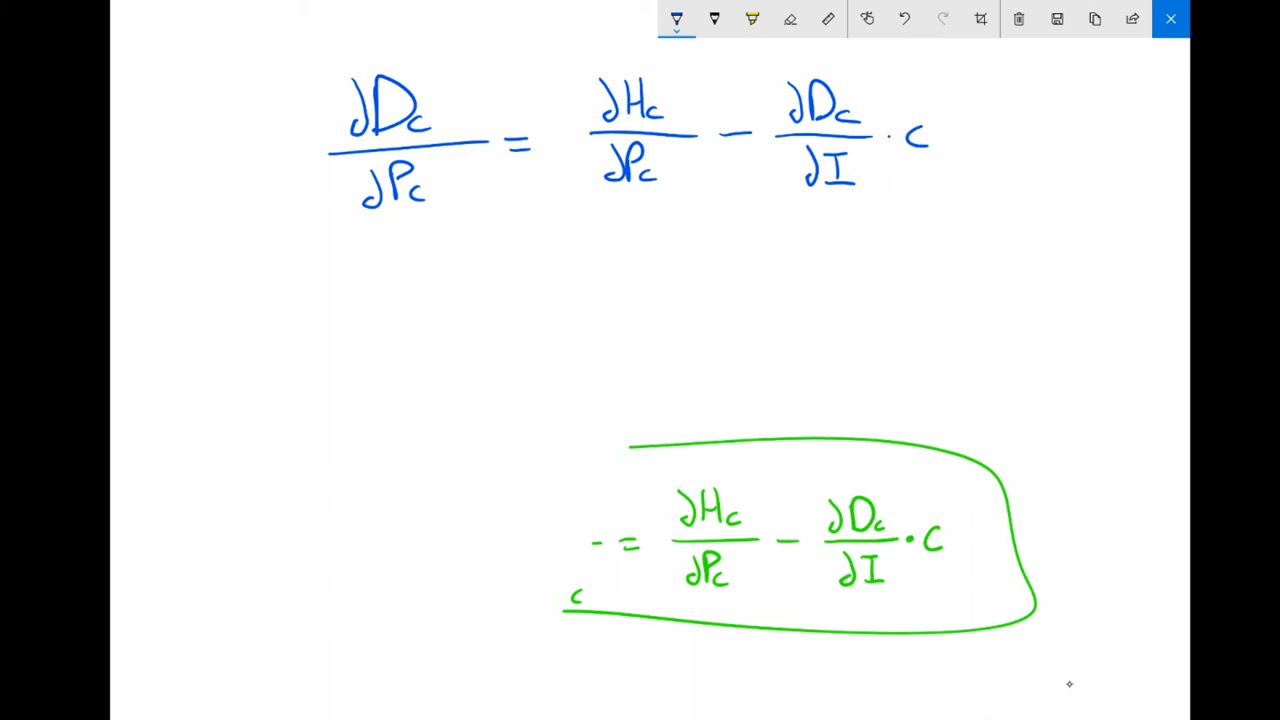 ∂Dc/∂Pc = ∂Hc/∂Pc − ∂Dc/∂I · c
- = ∂Hc/∂Pc − ∂Dc/∂I · c
c